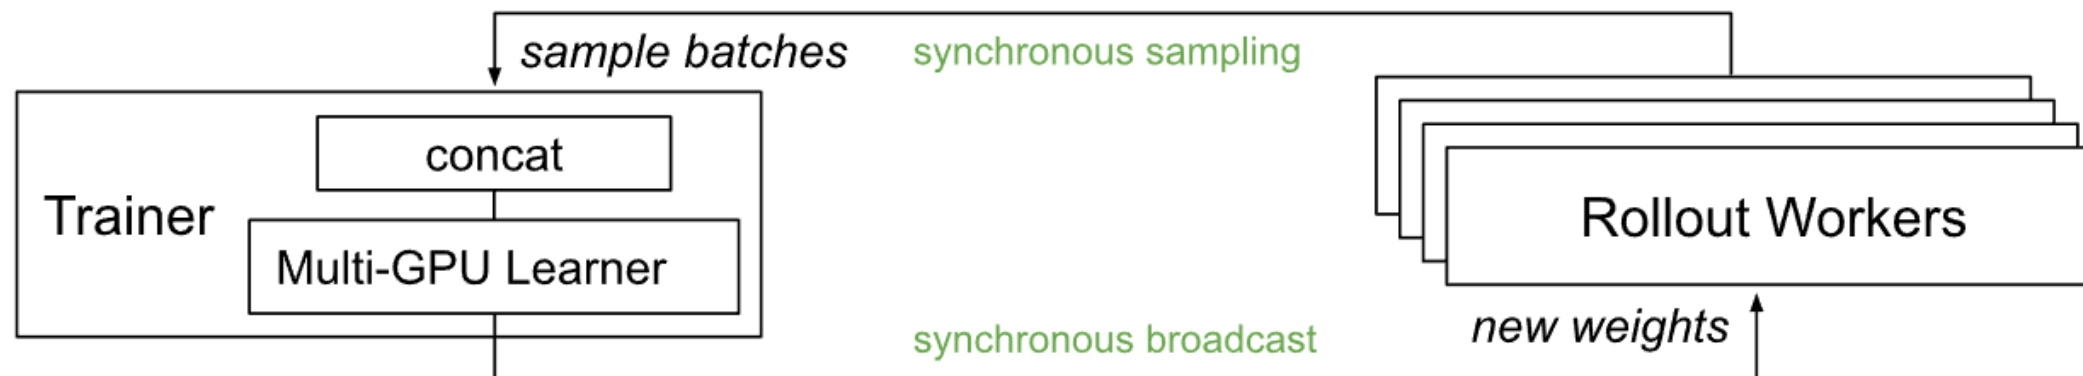 sample batches
synchronous sampling
concat
Trainer
Multi-GPU Learner
Rollout Workers
synchronous broadcast
new weights